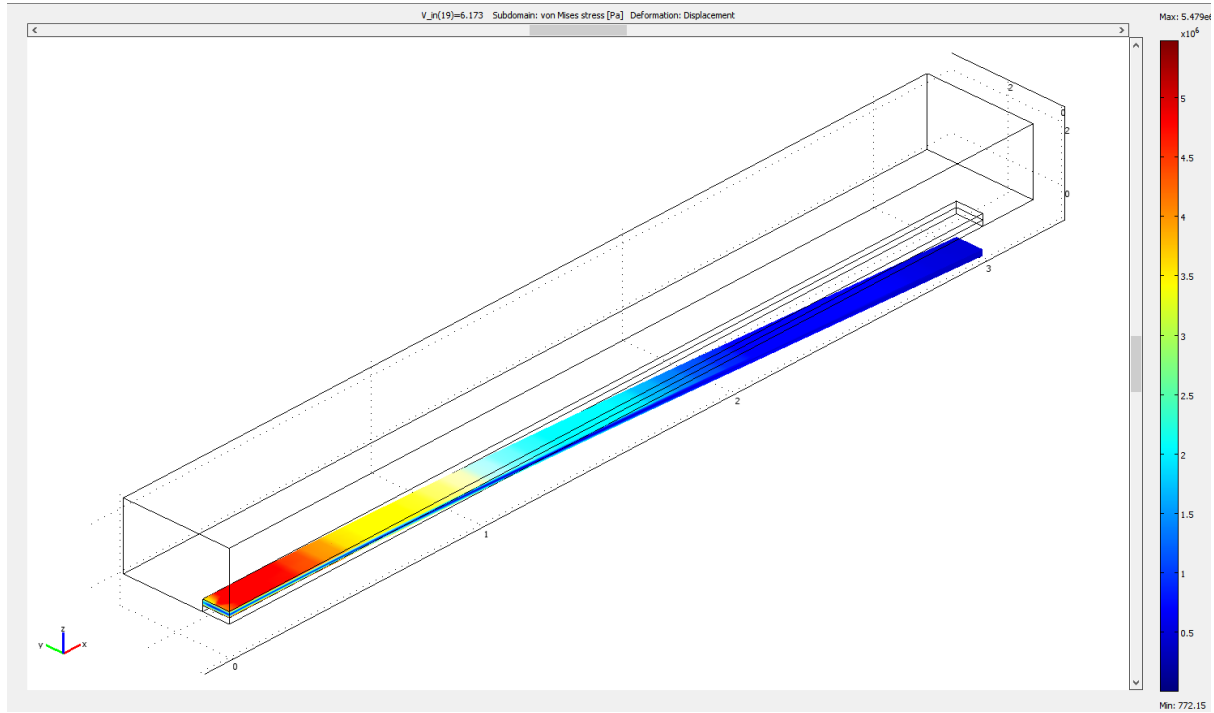 V_in(19)=6.173 Subdomain: von Mises stress [Pa] Deformation: Displacement
Max: 5.479e6
x10⁶
5
4.5
4
3.5
3
2.5
2
1.5
1
0.5
Min: 772.15
2
0
2
0
3
2
1
0
z
y
x